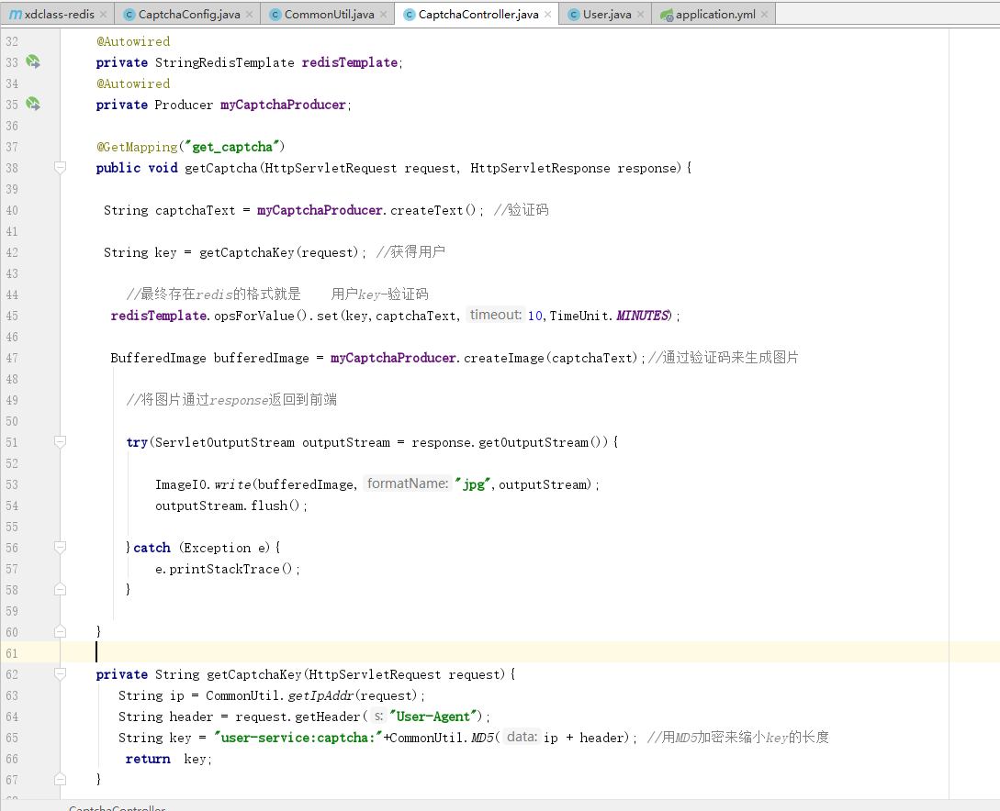 xdclass-redis CaptchaConfig.java CommonUtil.java CaptchaController.java User.java application.yml
32 @Autowired
33 private StringRedisTemplate redisTemplate;
34 @Autowired
35 private Producer myCaptchaProducer;
36
37 @GetMapping("get_captcha")
38 public void getCaptcha(HttpServletRequest request, HttpServletResponse response){
39
40 String captchaText = myCaptchaProducer.createText(); //验证码
41
42 String key = getCaptchaKey(request); //获得用户
43
44 //最终存在redis的格式就是 用户key-验证码
45 redisTemplate.opsForValue().set(key,captchaText, timeout: 10,TimeUnit.MINUTES);
46
47 BufferedImage bufferedImage = myCaptchaProducer.createImage(captchaText);//通过验证码来生成图片
48
49 //将图片通过response返回到前端
50
51 try(ServletOutputStream outputStream = response.getOutputStream()){
52
53 ImageIO.write(bufferedImage, formatName: "jpg",outputStream);
54 outputStream.flush();
55
56 }catch (Exception e){
57 e.printStackTrace();
58 }
59
60 }
61
62 private String getCaptchaKey(HttpServletRequest request){
63 String ip = CommonUtil.getIpAddr(request);
64 String header = request.getHeader( s: "User-Agent");
65 String key = "user-service:captcha:"+CommonUtil.MD5( data: ip + header); //用MD5加密来缩小key的长度
66 return key;
67 }
68
CaptchaController